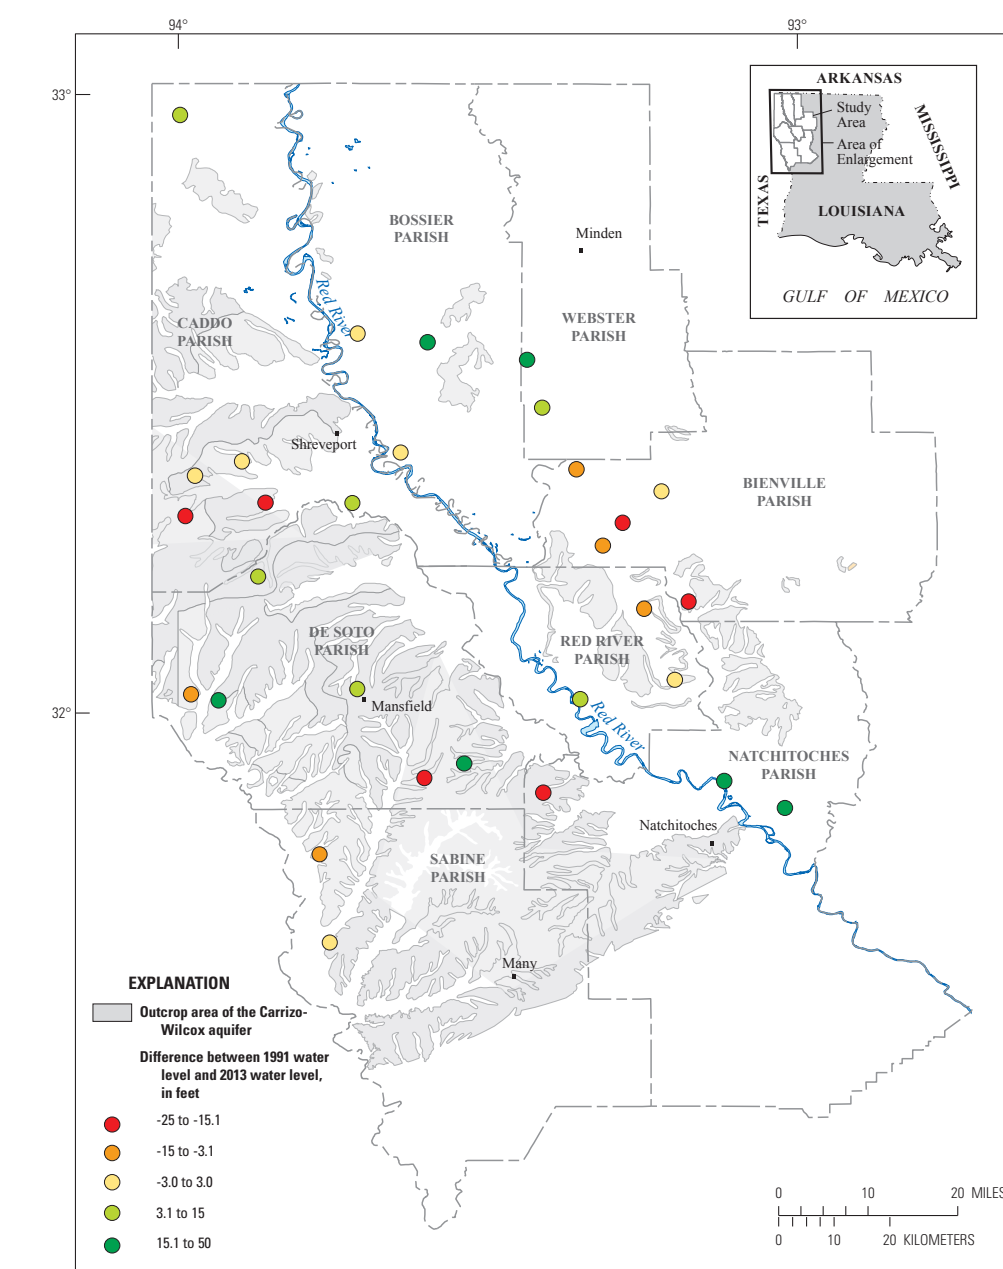 94°
93°
33°
ARKANSAS
Study
Area
Area of
Enlargement
MISSISSIPPI
TEXAS
LOUISIANA
GULF OF MEXICO
BOSSIER
PARISH
Minden
Red River
WEBSTER
PARISH
CADDO
PARISH
Shreveport
BIENVILLE
PARISH
DE SOTO
PARISH
RED RIVER
PARISH
32°
Mansfield
Red River
NATCHITOCHES
PARISH
Natchitoches
SABINE
PARISH
Many
EXPLANATION
Outcrop area of the Carrizo-
Wilcox aquifer
Difference between 1991 water
level and 2013 water level,
in feet
-25 to -15.1
-15 to -3.1
-3.0 to 3.0
3.1 to 15
15.1 to 50
0 10 20 MILES
0 10 20 KILOMETERS